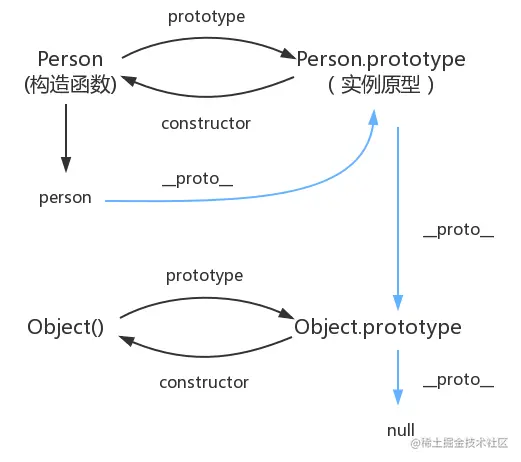 prototype
Person
(构造函数)
Person.prototype
（实例原型）
constructor
__proto__
person
__proto__
prototype
Object()
Object.prototype
constructor
__proto__
null
@稀土掘金技术社区